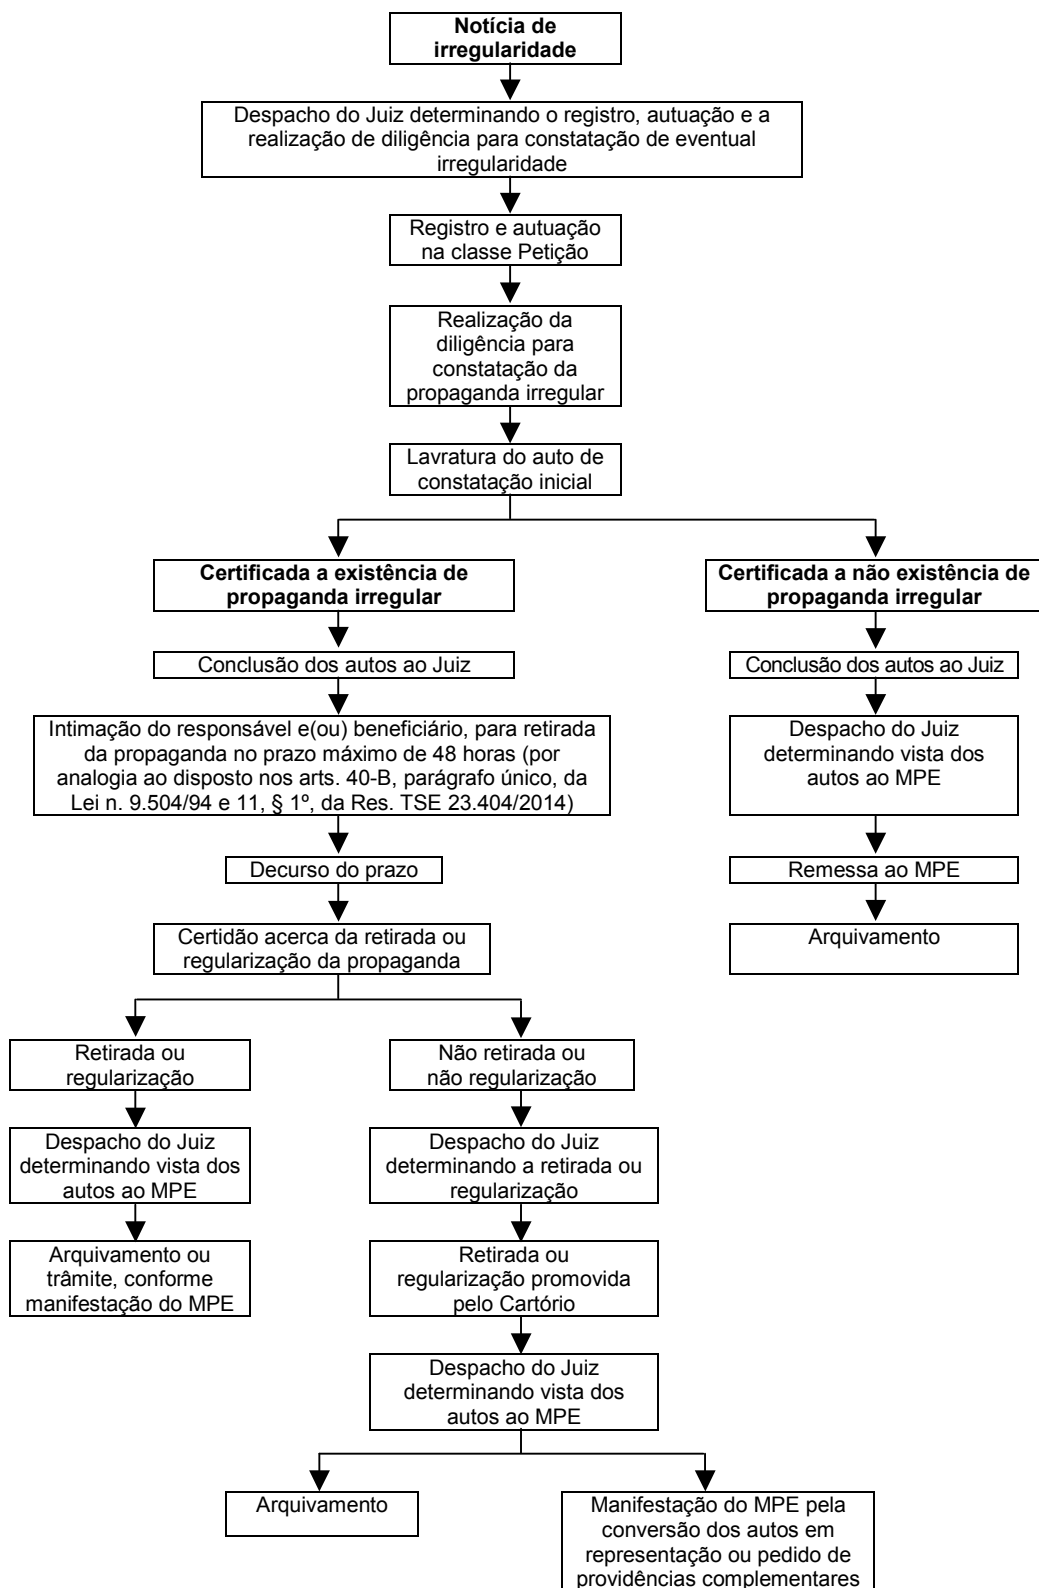 Notícia de
irregularidade
Despacho do Juiz determinando o registro, autuação e a
realização de diligência para constatação de eventual
irregularidade
Registro e autuação
na classe Petição
Realização da
diligência para
constatação da
propaganda irregular
Lavratura do auto de
constatação inicial
Certificada a existência de
propaganda irregular
Certificada a não existência de
propaganda irregular
Conclusão dos autos ao Juiz
Conclusão dos autos ao Juiz
Intimação do responsável e(ou) beneficiário, para retirada
da propaganda no prazo máximo de 48 horas (por
analogia ao disposto nos arts. 40-B, parágrafo único, da
Lei n. 9.504/94 e 11, § 1º, da Res. TSE 23.404/2014)
Despacho do Juiz
determinando vista dos
autos ao MPE
Decurso do prazo
Remessa ao MPE
Certidão acerca da retirada ou
regularização da propaganda
Arquivamento
Retirada ou
regularização
Não retirada ou
não regularização
Despacho do Juiz
determinando vista dos
autos ao MPE
Despacho do Juiz
determinando a retirada ou
regularização
Arquivamento ou
trâmite, conforme
manifestação do MPE
Retirada ou
regularização promovida
pelo Cartório
Despacho do Juiz
determinando vista dos
autos ao MPE
Arquivamento
Manifestação do MPE pela
conversão dos autos em
representação ou pedido de
providências complementares